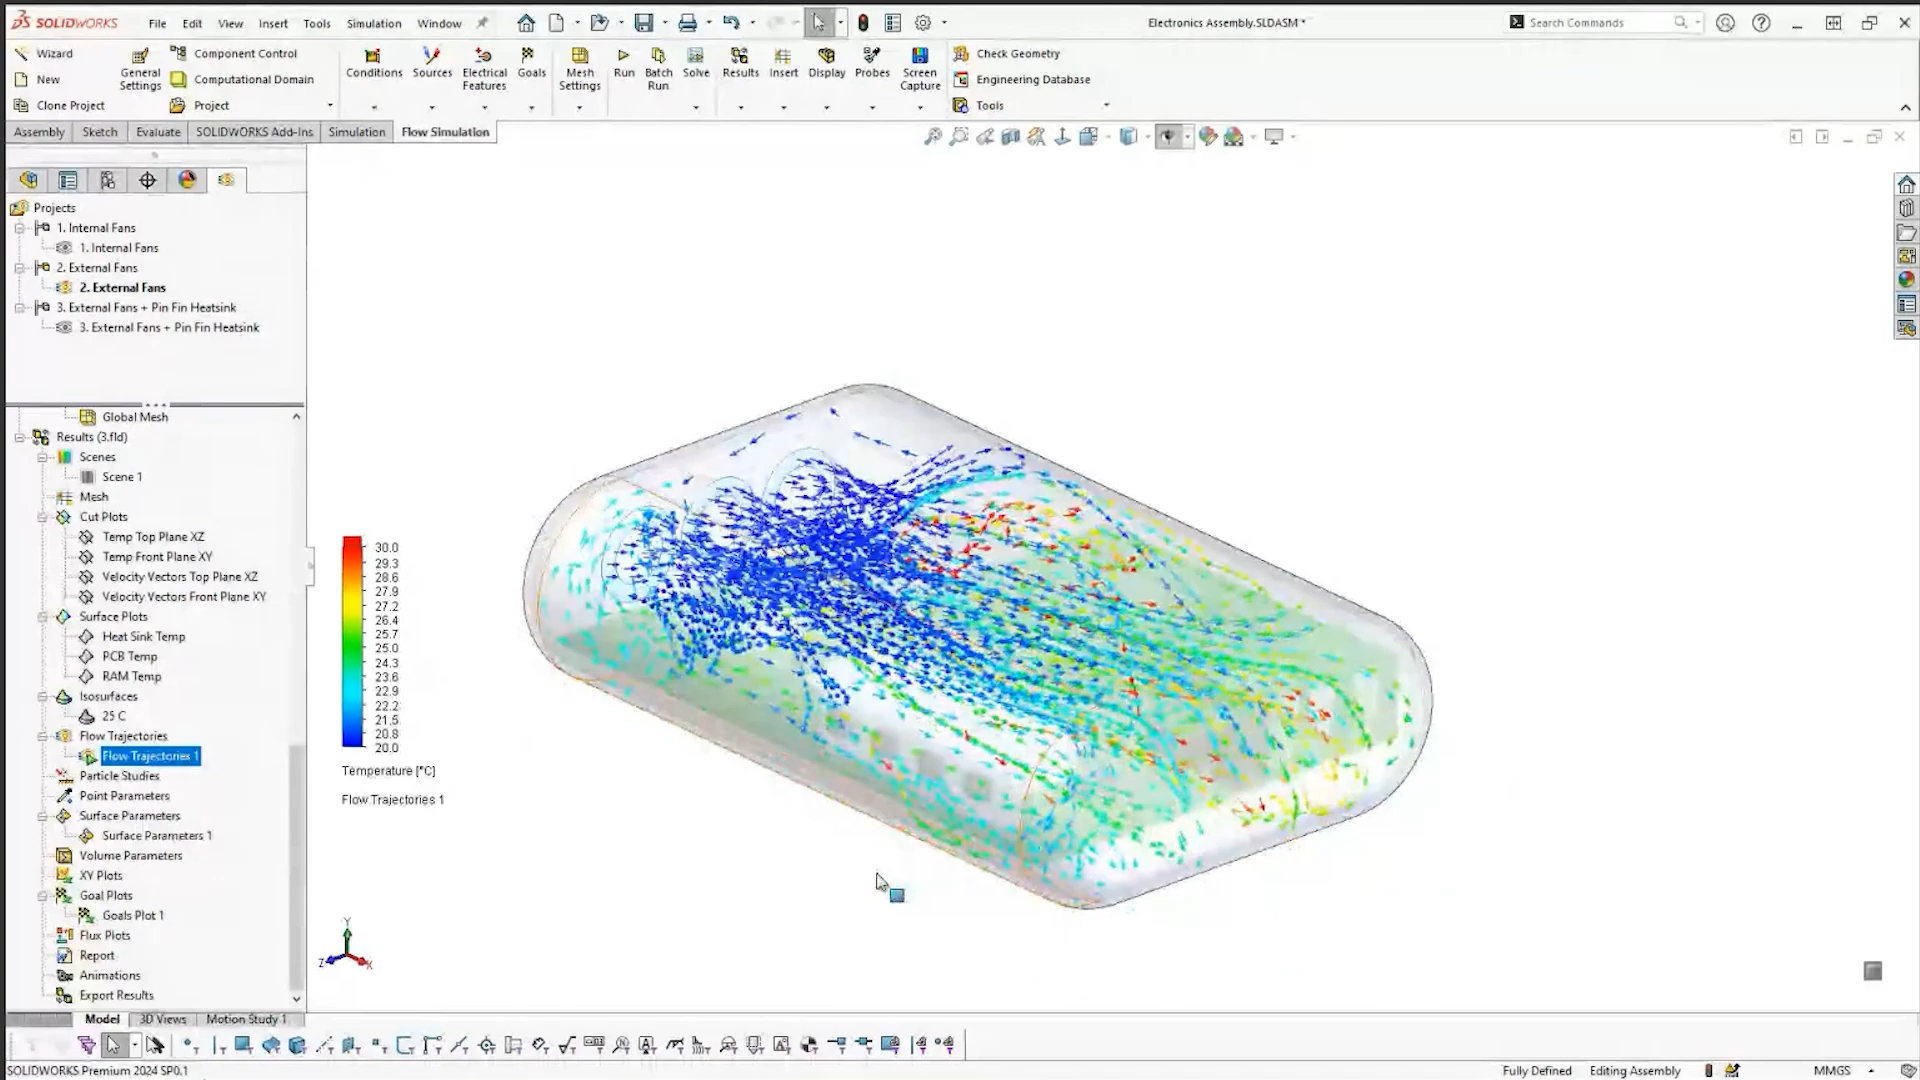 SOLIDWORKS File Edit View Insert Tools Simulation Window
Electronics Assembly.SLDASM *
Search Commands
Wizard
New
Clone Project
General Settings
Component Control
Computational Domain
Project
Conditions
Sources
Electrical Features
Goals
Mesh Settings
Run
Batch Run
Solve
Results
Insert
Display
Probes
Screen Capture
Check Geometry
Engineering Database
Tools
Assembly Sketch Evaluate SOLIDWORKS Add-Ins Simulation Flow Simulation
Projects
1. Internal Fans
1. Internal Fans
2. External Fans
2. External Fans
3. External Fans + Pin Fin Heatsink
3. External Fans + Pin Fin Heatsink
Global Mesh
Results (3.fld)
Scenes
Scene 1
Mesh
Cut Plots
Temp Top Plane XZ
Temp Front Plane XY
Velocity Vectors Top Plane XZ
Velocity Vectors Front Plane XY
Surface Plots
Heat Sink Temp
PCB Temp
RAM Temp
Isosurfaces
25 C
Flow Trajectories
Flow Trajectories 1
Particle Studies
Point Parameters
Surface Parameters
Surface Parameters 1
Volume Parameters
XY Plots
Goal Plots
Goals Plot 1
Flux Plots
Report
Animations
Export Results
30.0
29.3
28.6
27.9
27.2
26.4
25.7
25.0
24.3
23.6
22.9
22.2
21.5
20.8
20.0
Temperature [°C]
Flow Trajectories 1
Y
Z
X
Model 3D Views Motion Study 1
SOLIDWORKS Premium 2024 SP0.1
Fully Defined Editing Assembly MMGS